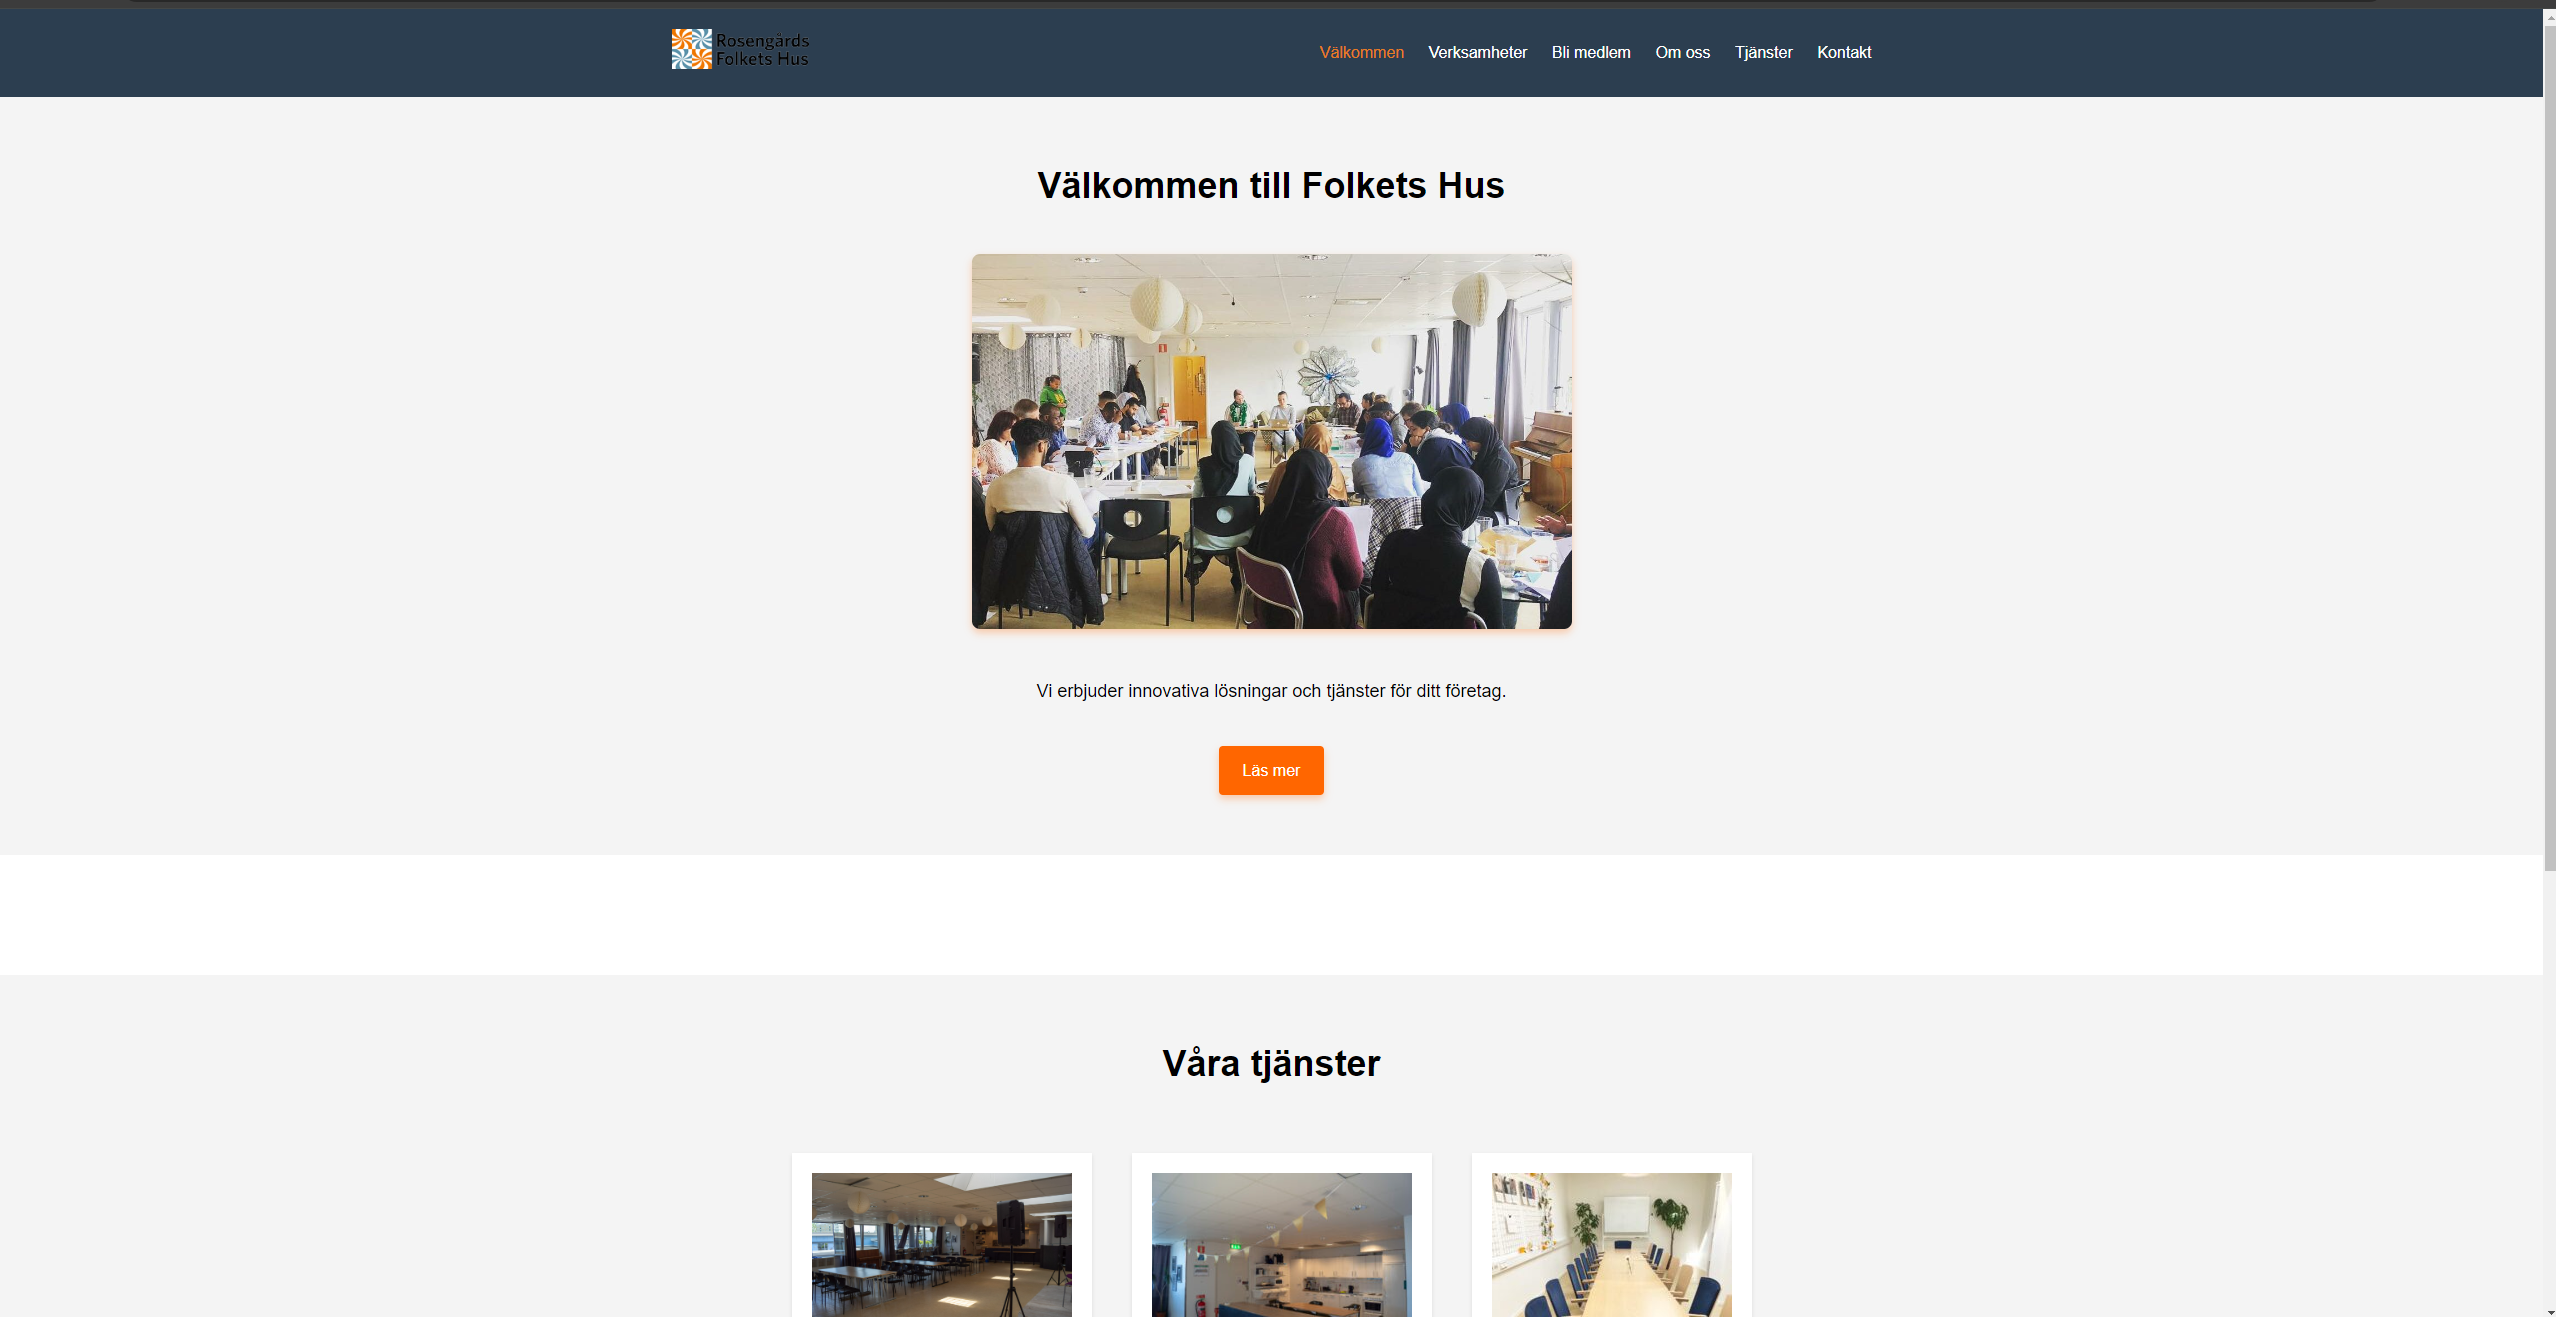 Rosengårds
Folkets Hus
Välkommen Verksamheter Bli medlem Om oss Tjänster Kontakt
Välkommen till Folkets Hus
Vi erbjuder innovativa lösningar och tjänster för ditt företag.
Läs mer
Våra tjänster